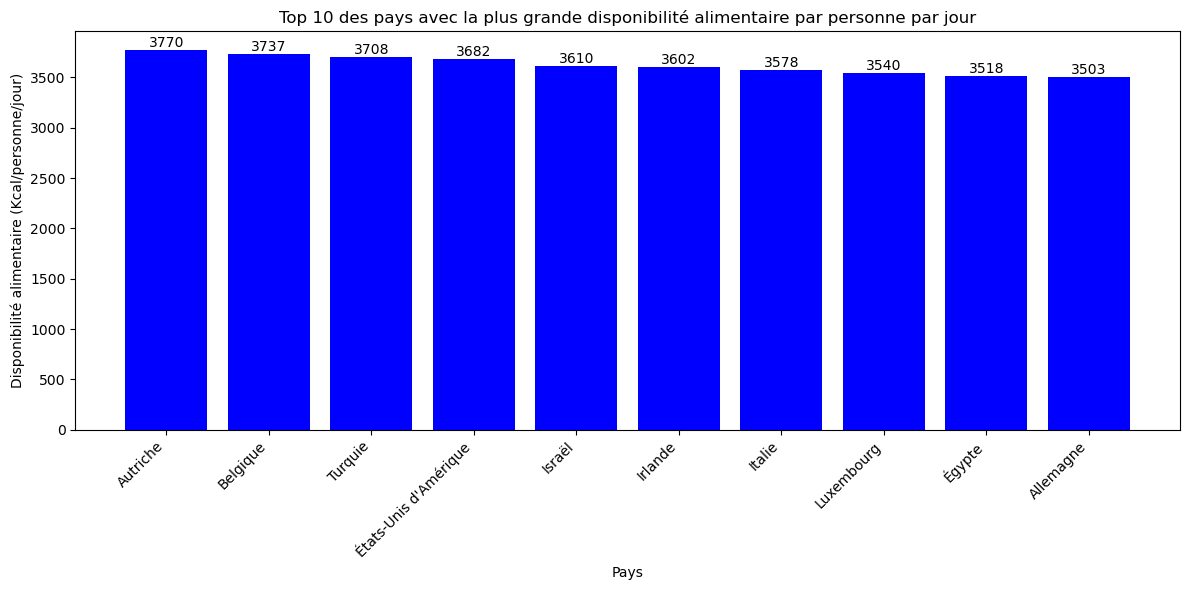 Top 10 des pays avec la plus grande disponibilité alimentaire par personne par jour
Disponibilité alimentaire (Kcal/personne/jour)
3500
3000
2500
2000
1500
1000
500
0
3770
3737
3708
3682
3610
3602
3578
3540
3518
3503
Autriche
Belgique
Turquie
États-Unis d'Amérique
Israël
Irlande
Italie
Luxembourg
Égypte
Allemagne
Pays